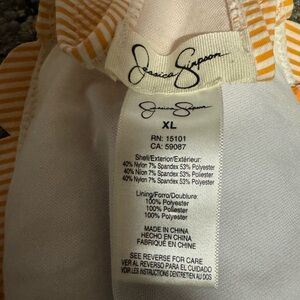 Jessica Simpson
Jessica Simpson
XL
RN: 15101
CA: 59087
Shell/Exterior/Extérieur:
40% Nylon 7% Spandex 53% Polyester
40% Nilon 7% Spandex 53% Poliester
40% Nylon 7% Spandex 53% Polyester
Lining/Forro/Doublure:
100% Polyester
100% Poliester
100% Polyester
MADE IN CHINA
HECHO EN CHINA
FABRIQUÉ EN CHINE
SEE REVERSE FOR CARE
VER AL REVERSO PARA EL CUIDADO
VOIR LES INSTRUCTIONS D'ENTRETIEN AU DOS